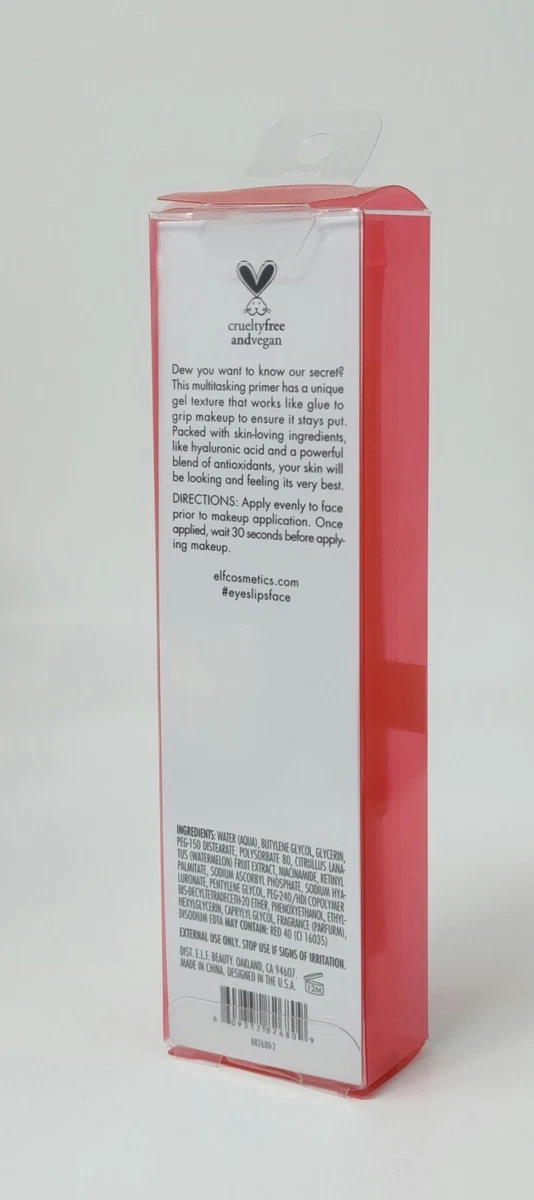 crueltyfree
andvegan
Dew you want to know our secret?
This multitasking primer has a unique
gel texture that works like glue to
grip makeup to ensure it stays put.
Packed with skin-loving ingredients,
like hyaluronic acid and a powerful
blend of antioxidants, your skin will
be looking and feeling its very best.
DIRECTIONS: Apply evenly to face
prior to makeup application. Once
applied, wait 30 seconds before apply-
ing makeup.
elfcosmetics.com
#eyeslipsface
INGREDIENTS: WATER (AQUA), BUTYLENE GLYCOL, GLYCERIN,
PEG-150 DISTEARATE, POLYSORBATE 80, CITRULLUS LANA-
TUS (WATERMELON) FRUIT EXTRACT, NIACINAMIDE, RETINYL
PALMITATE, SODIUM ASCORBYL PHOSPHATE, SODIUM HYA-
LURONATE, PENTYLENE GLYCOL, PEG-240/HDI COPOLYMER
BIS-DECYLTETRADECETH-20 ETHER, PHENOXYETHANOL, ETHYL-
HEXYLGLYCERIN, CAPRYLYL GLYCOL, FRAGRANCE (PARFUM),
DISODIUM EDTA MAY CONTAIN: RED 40 (CI 16035)
EXTERNAL USE ONLY. STOP USE IF SIGNS OF IRRITATION.
DIST. E.L.F. BEAUTY. OAKLAND, CA 94607.
MADE IN CHINA. DESIGNED IN THE U.S.A.
12M
6 09332 82680 9
B82680-2